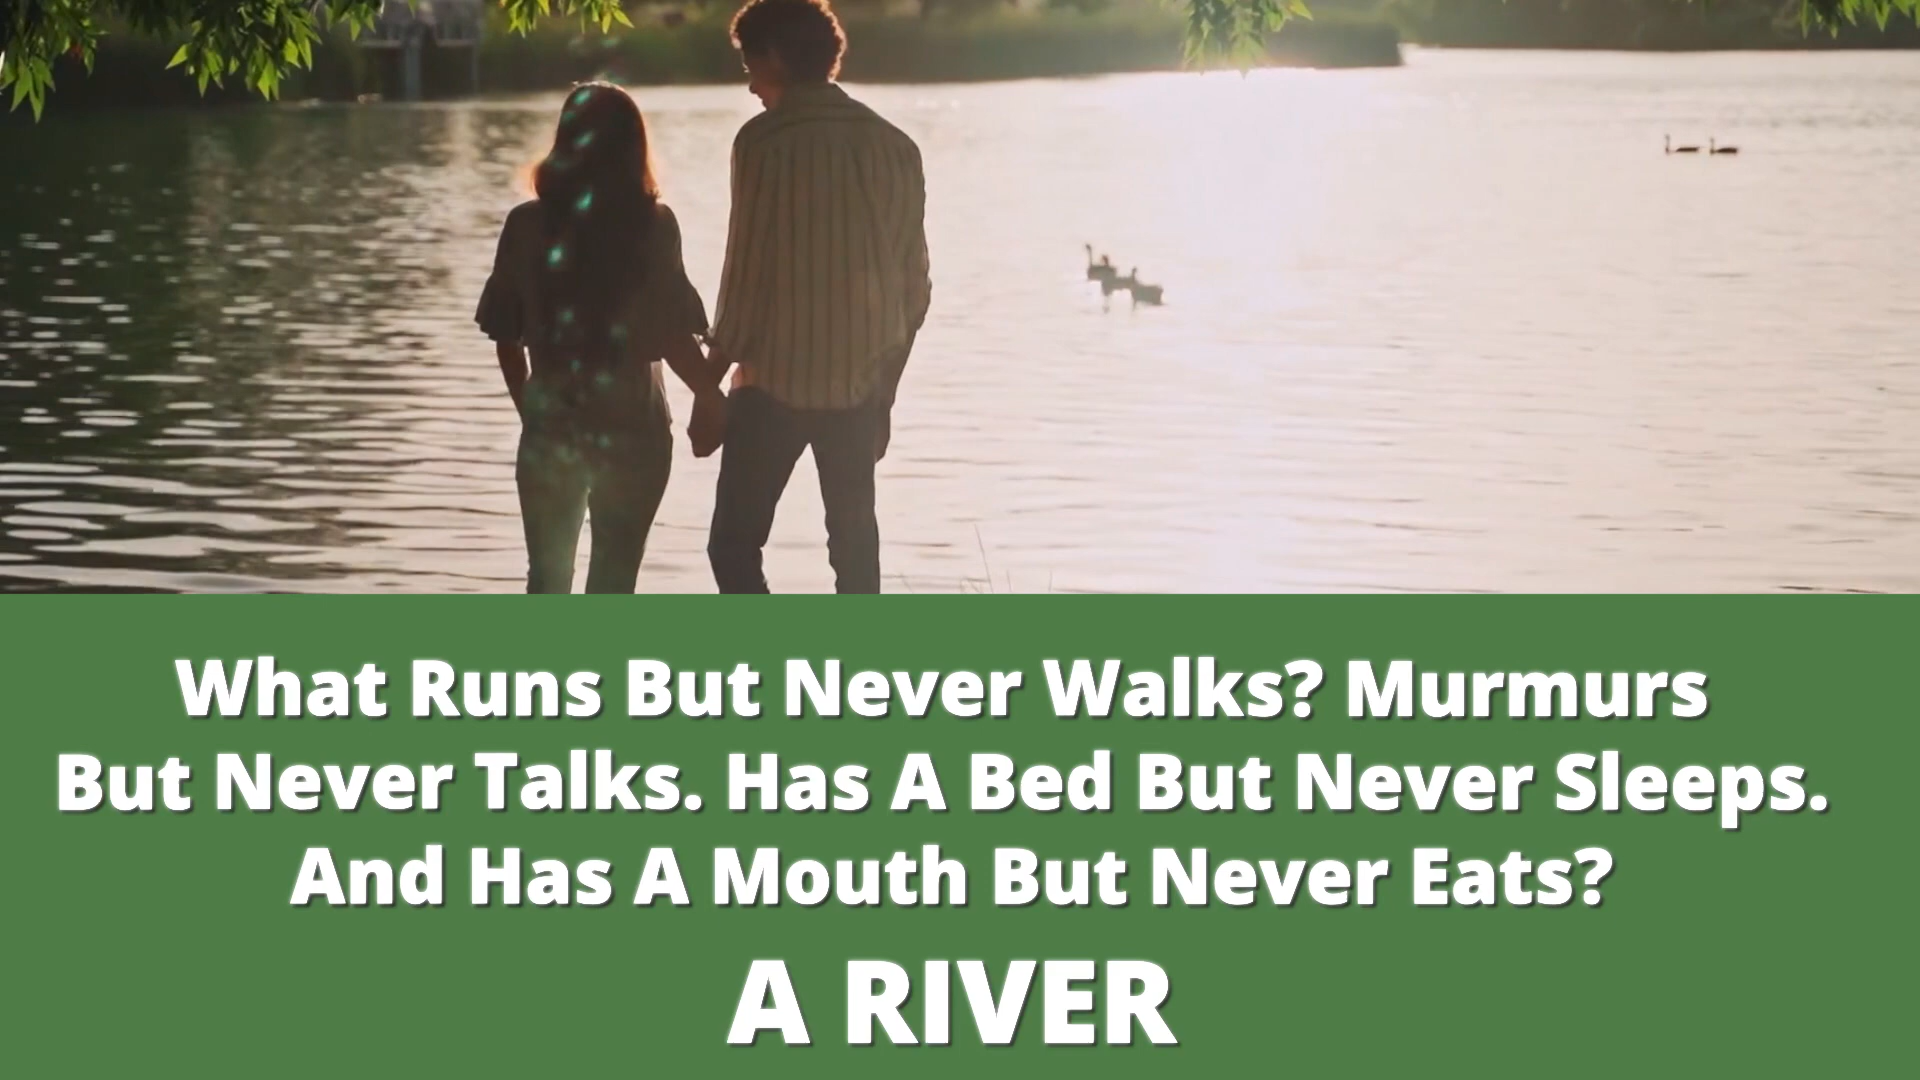 What Runs But Never Walks? Murmurs
But Never Talks. Has A Bed But Never Sleeps.
And Has A Mouth But Never Eats?
A RIVER